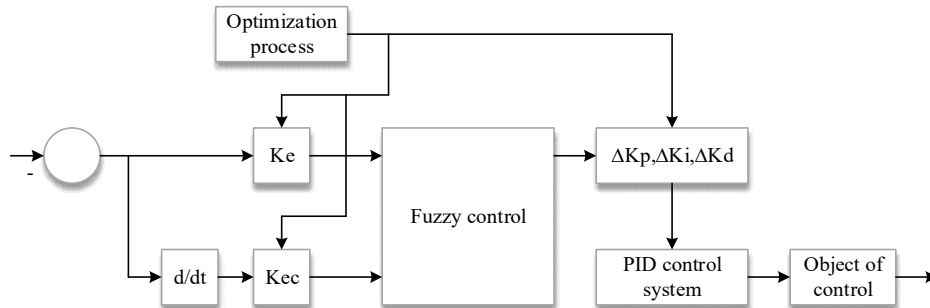 Optimization
process
Ke
ΔKp,ΔKi,ΔKd
-
Fuzzy control
d/dt
Kec
PID control
system
Object of
control